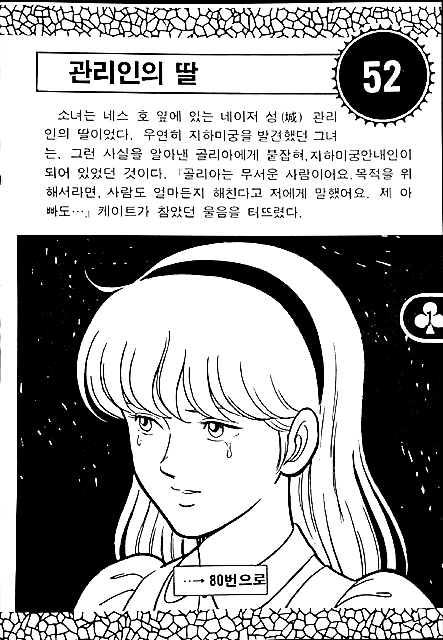 관리인의 딸
52
소녀는 네스 호 옆에 있는 네이저 성(城) 관리
인의 딸이었다. 우연히 지하미궁을 발견했던 그녀
는, 그런 사실을 알아낸 골리아에게 붙잡혀,지하미궁안내인이
되어 있었던 것이다. 『골리아는 무서운 사람이어요.목적을 위
해서라면, 사람도 얼마든지 해친다고 저에게 말했어요. 제 아
빠도…』 케이트가 참았던 울음을 터뜨렸다.
…→ 80번으로